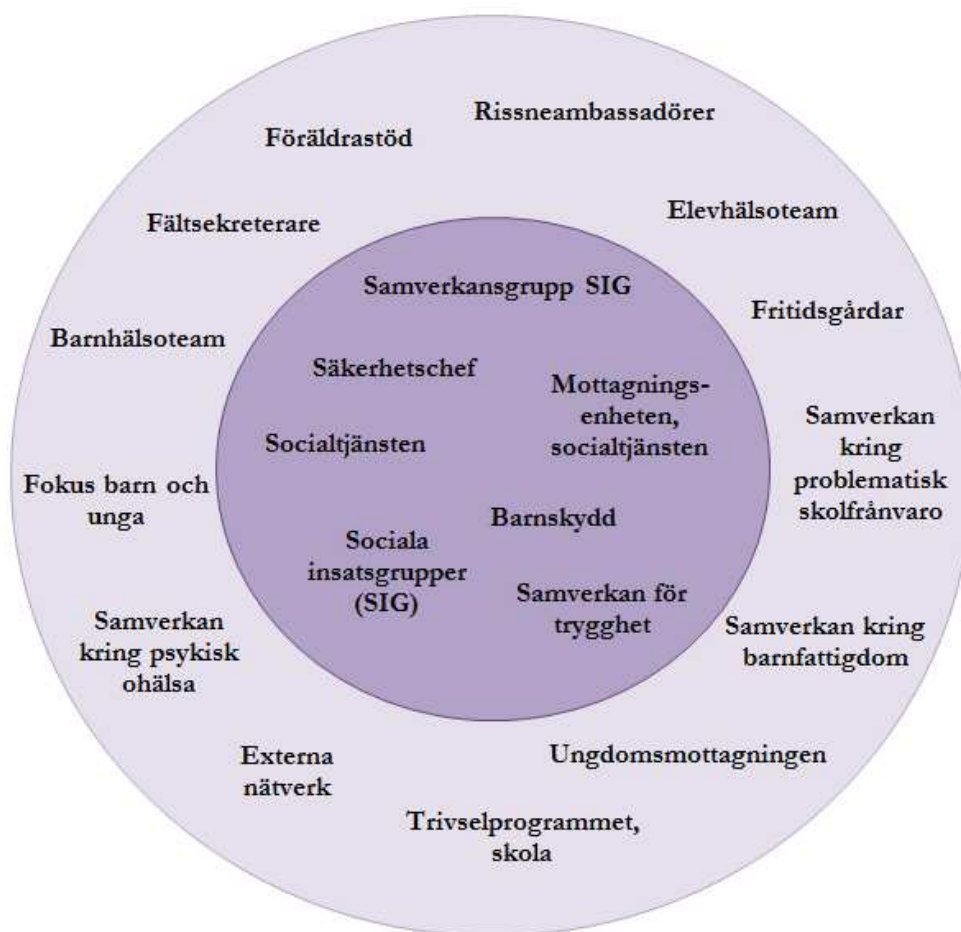 Rissneambassadörer
Föräldrastöd
Elevhälsoteam
Fältsekreterare
Samverkansgrupp SIG
Fritidsgårdar
Barnhälsoteam
Säkerhetschef
Mottagnings-
enheten,
socialtjänsten
Samverkan
kring
problematisk
skolfrånvaro
Socialtjänsten
Fokus barn och
unga
Barnskydd
Sociala
insatsgrupper
(SIG)
Samverkan för
trygghet
Samverkan
kring psykisk
ohälsa
Samverkan kring
barnfattigdom
Externa
nätverk
Ungdomsmottagningen
Trivselprogrammet,
skola